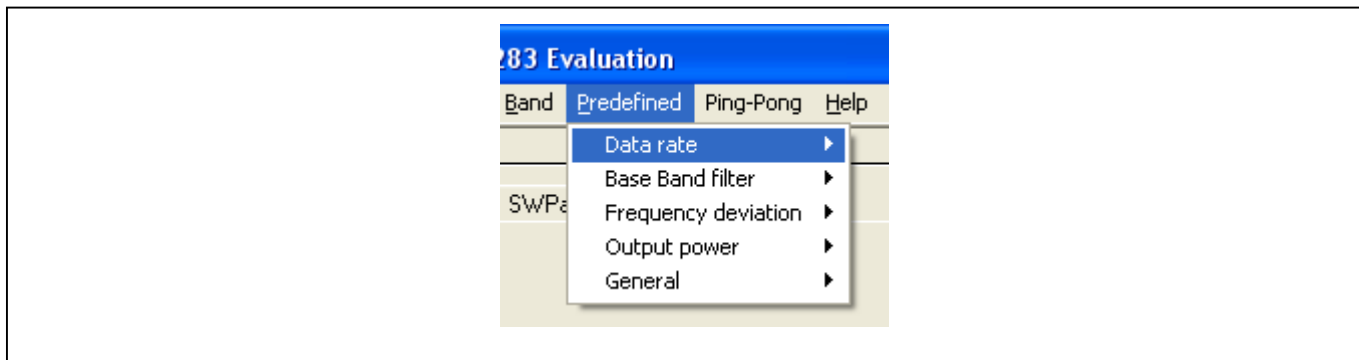 283 Evaluation
Band Predefined Ping-Pong Help
Data rate
Base Band filter
SWPa
Frequency deviation
Output power
General